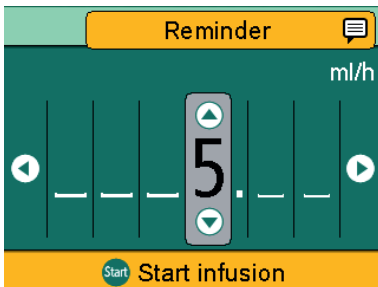 Reminder
ml/h
_ _ _ 5 . _ _
Start Start infusion